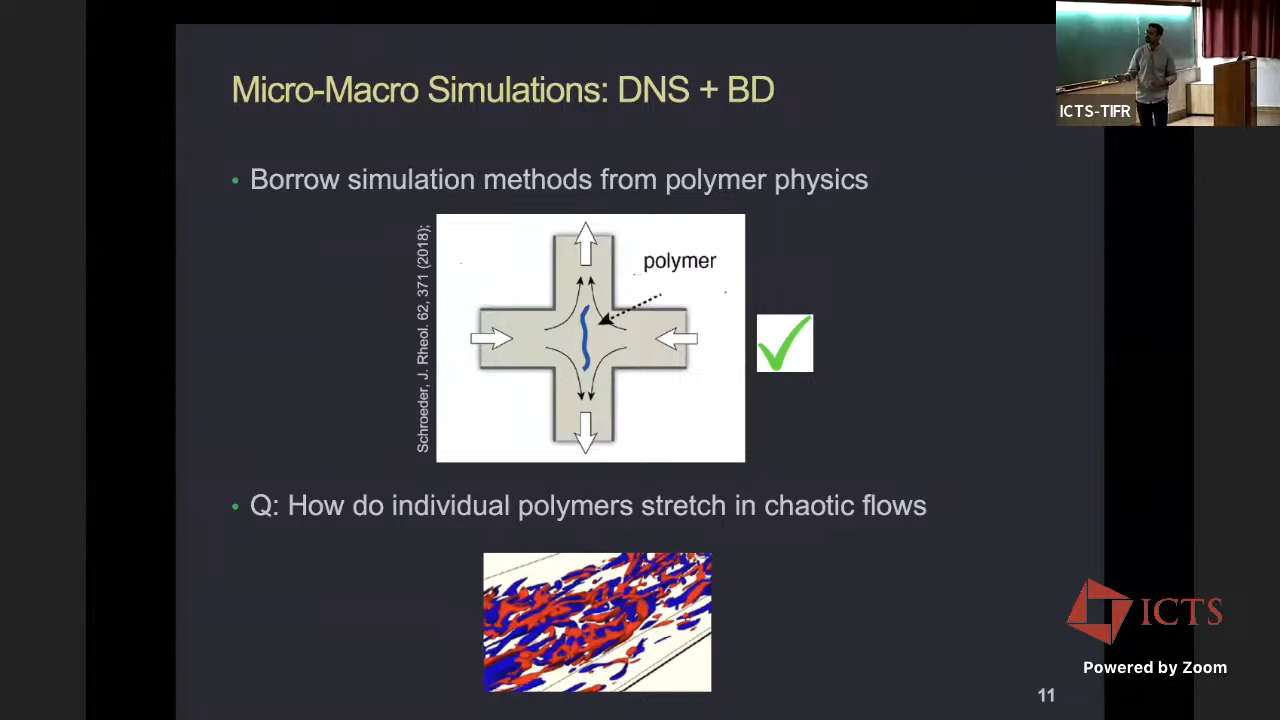 Micro-Macro Simulations: DNS + BD
ICTS-TIFR
• Borrow simulation methods from polymer physics
Schroeder, J. Rheol. 62, 371 (2018);
polymer
• Q: How do individual polymers stretch in chaotic flows
ICTS
Powered by Zoom
11